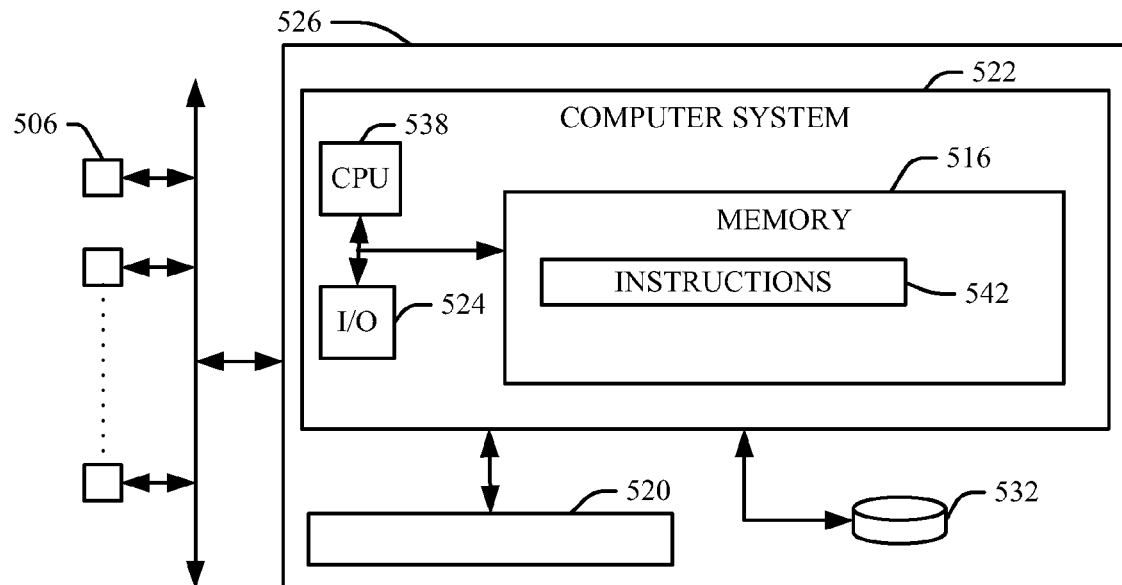 526
522
COMPUTER SYSTEM
506
538
CPU
516
MEMORY
INSTRUCTIONS
542
I/O
524
520
532